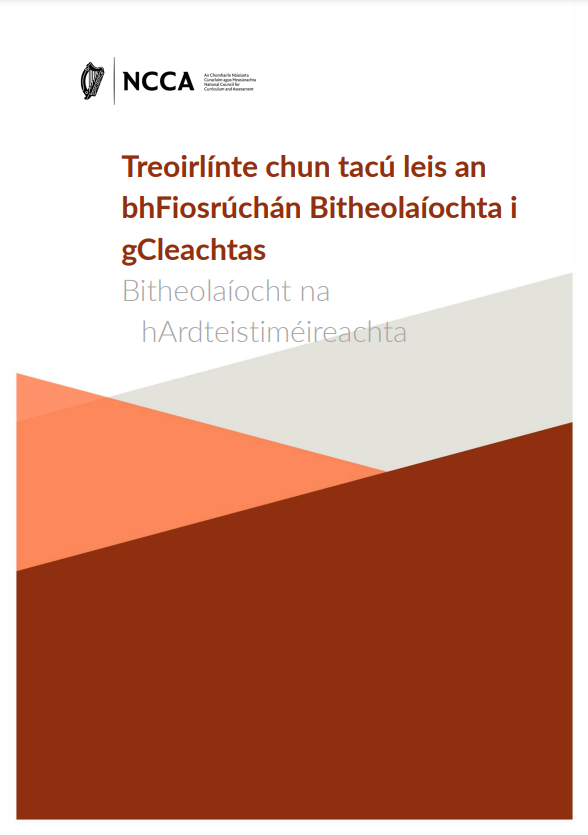 NCCA
An Chomhairle Náisiúnta
Curaclaim agus Measúnachta
National Council for
Curriculum and Assessment
Treoirlínte chun tacú leis an
bhFiosrúchán Bitheolaíochta i
gCleachtas
Bitheolaíocht na
hArdteistiméireachta